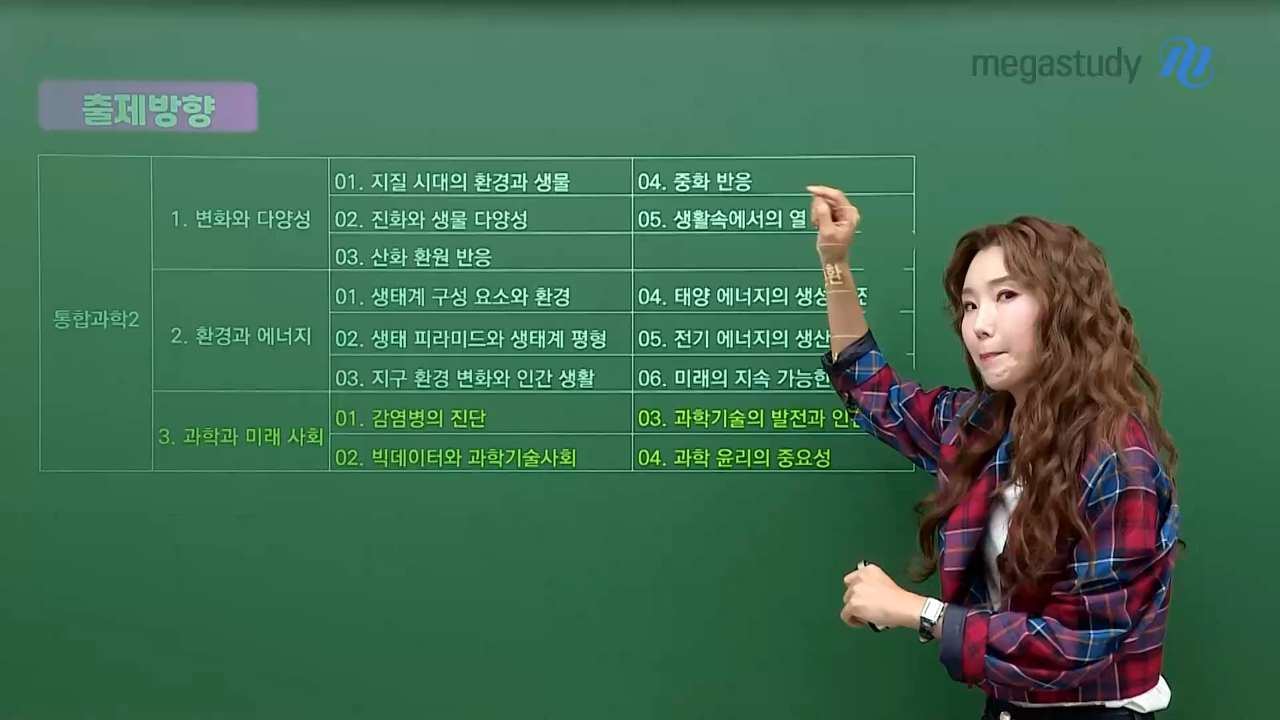 megastudy
출제방향
통합과학2
1. 변화와 다양성
01. 지질 시대의 환경과 생물
04. 중화 반응
02. 진화와 생물 다양성
05. 생활속에서의 열
03. 산화 환원 반응
2. 환경과 에너지
01. 생태계 구성 요소와 환경
04. 태양 에너지의
02. 생태 피라미드와 생태계 평형
05. 전기 에너지의 생산
03. 지구 환경 변화와 인간 생활
06. 미래의 지속 가능한
3. 과학과 미래 사회
01. 감염병의 진단
03. 과학기술의 발전과
02. 빅데이터와 과학기술사회
04. 과학 윤리의 중요성